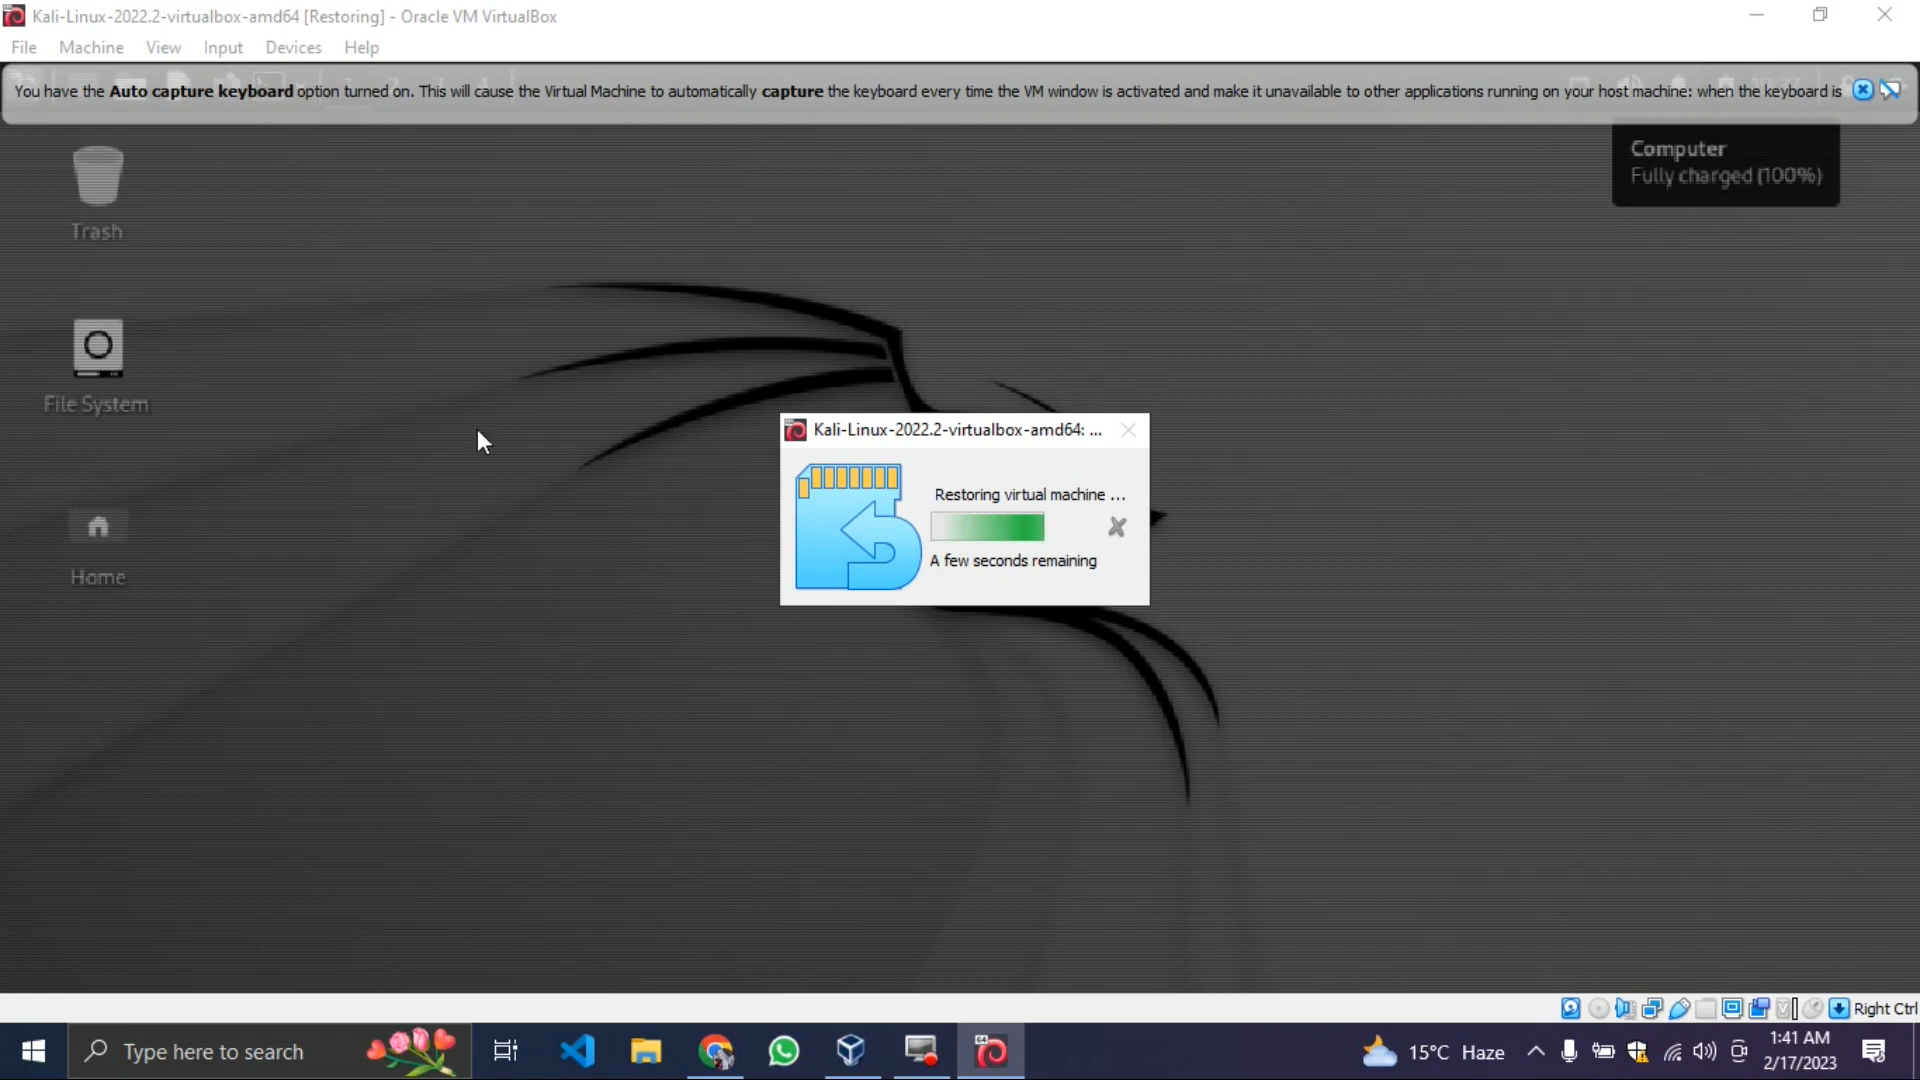 Kali-Linux-2022.2-virtualbox-amd64 [Restoring] - Oracle VM VirtualBox
File Machine View Input Devices Help
You have the Auto capture keyboard option turned on. This will cause the Virtual Machine to automatically capture the keyboard every time the VM window is activated and make it unavailable to other applications running on your host machine: when the keyboard is
Computer
Fully charged (100%)
Trash
File System
Home
Kali-Linux-2022.2-virtualbox-amd64: ...
Restoring virtual machine ...
A few seconds remaining
Right Ctrl
Type here to search
15°C Haze
1:41 AM
2/17/2023